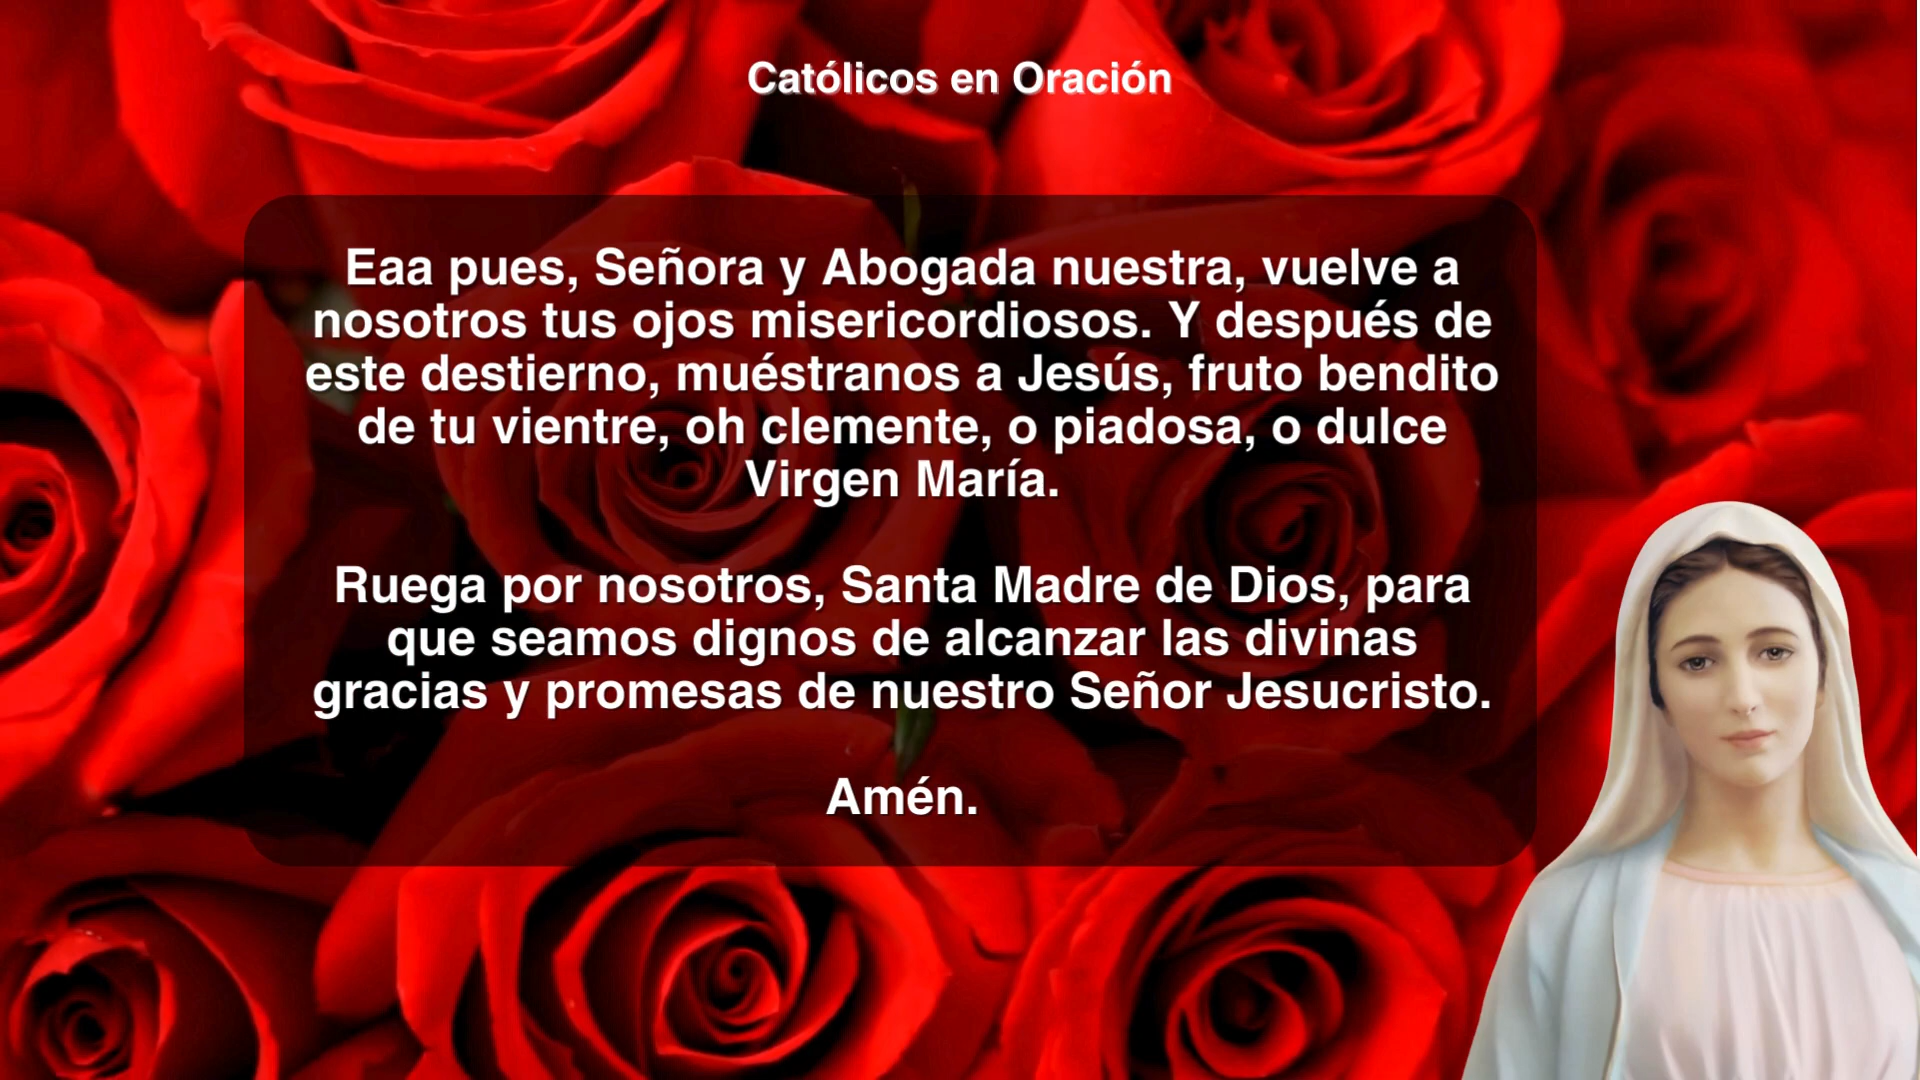 Católicos en Oración
Eaa pues, Señora y Abogada nuestra, vuelve a
nosotros tus ojos misericordiosos. Y después de
este destierno, muéstranos a Jesús, fruto bendito
de tu vientre, oh clemente, o piadosa, o dulce
Virgen María.
Ruega por nosotros, Santa Madre de Dios, para
que seamos dignos de alcanzar las divinas
gracias y promesas de nuestro Señor Jesucristo.
Amén.